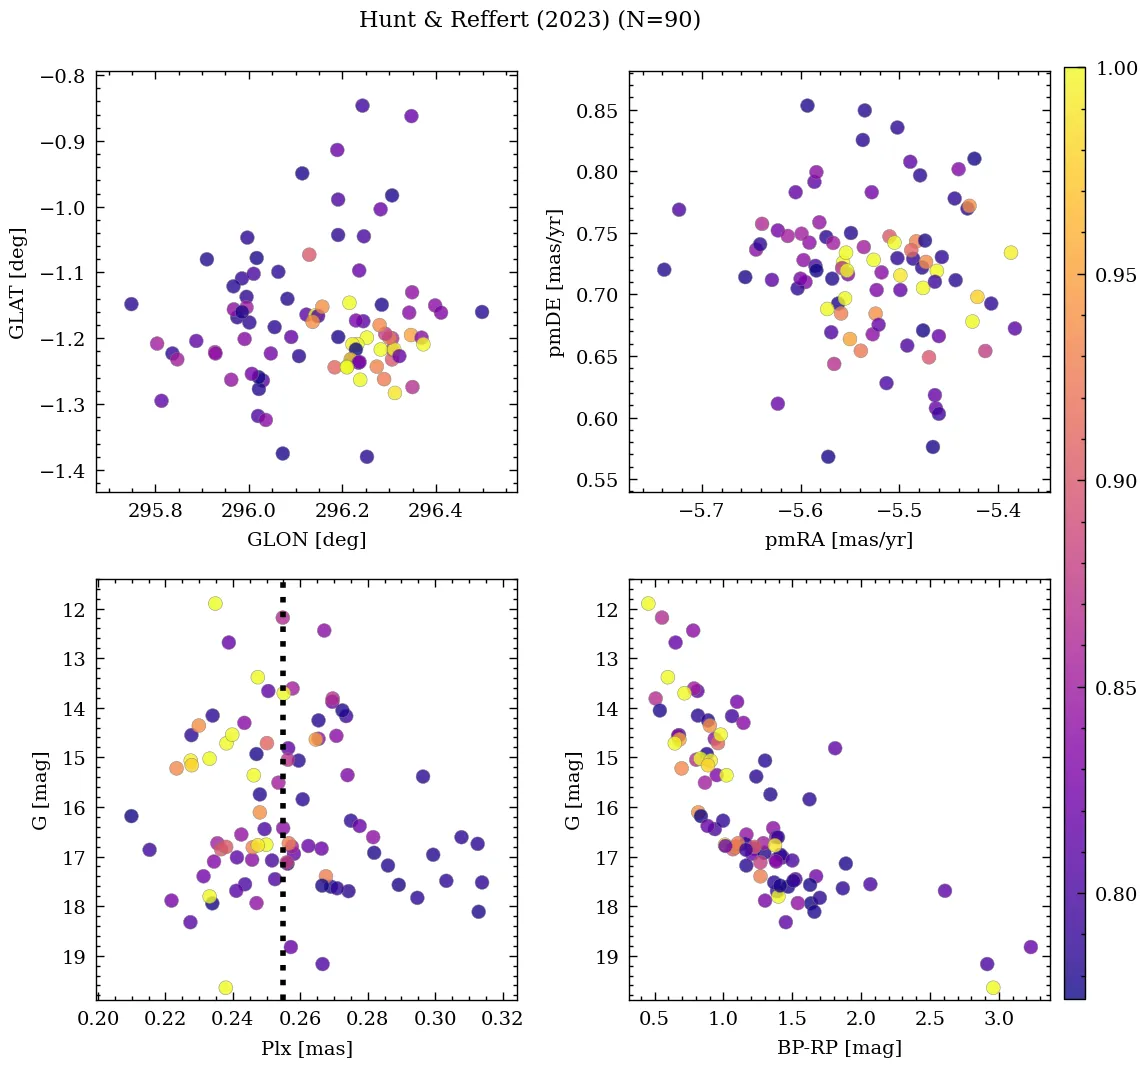 Hunt & Reffert (2023) (N=90)
−0.8
−0.9
−1.0
−1.1
−1.2
−1.3
−1.4
GLAT [deg]
295.8 296.0 296.2 296.4
GLON [deg]
0.85
0.80
0.75
0.70
0.65
0.60
0.55
pmDE [mas/yr]
−5.7 −5.6 −5.5 −5.4
pmRA [mas/yr]
12
13
14
15
16
17
18
19
G [mag]
0.20 0.22 0.24 0.26 0.28 0.30 0.32
Plx [mas]
12
13
14
15
16
17
18
19
G [mag]
0.5 1.0 1.5 2.0 2.5 3.0
BP-RP [mag]
1.00
0.95
0.90
0.85
0.80